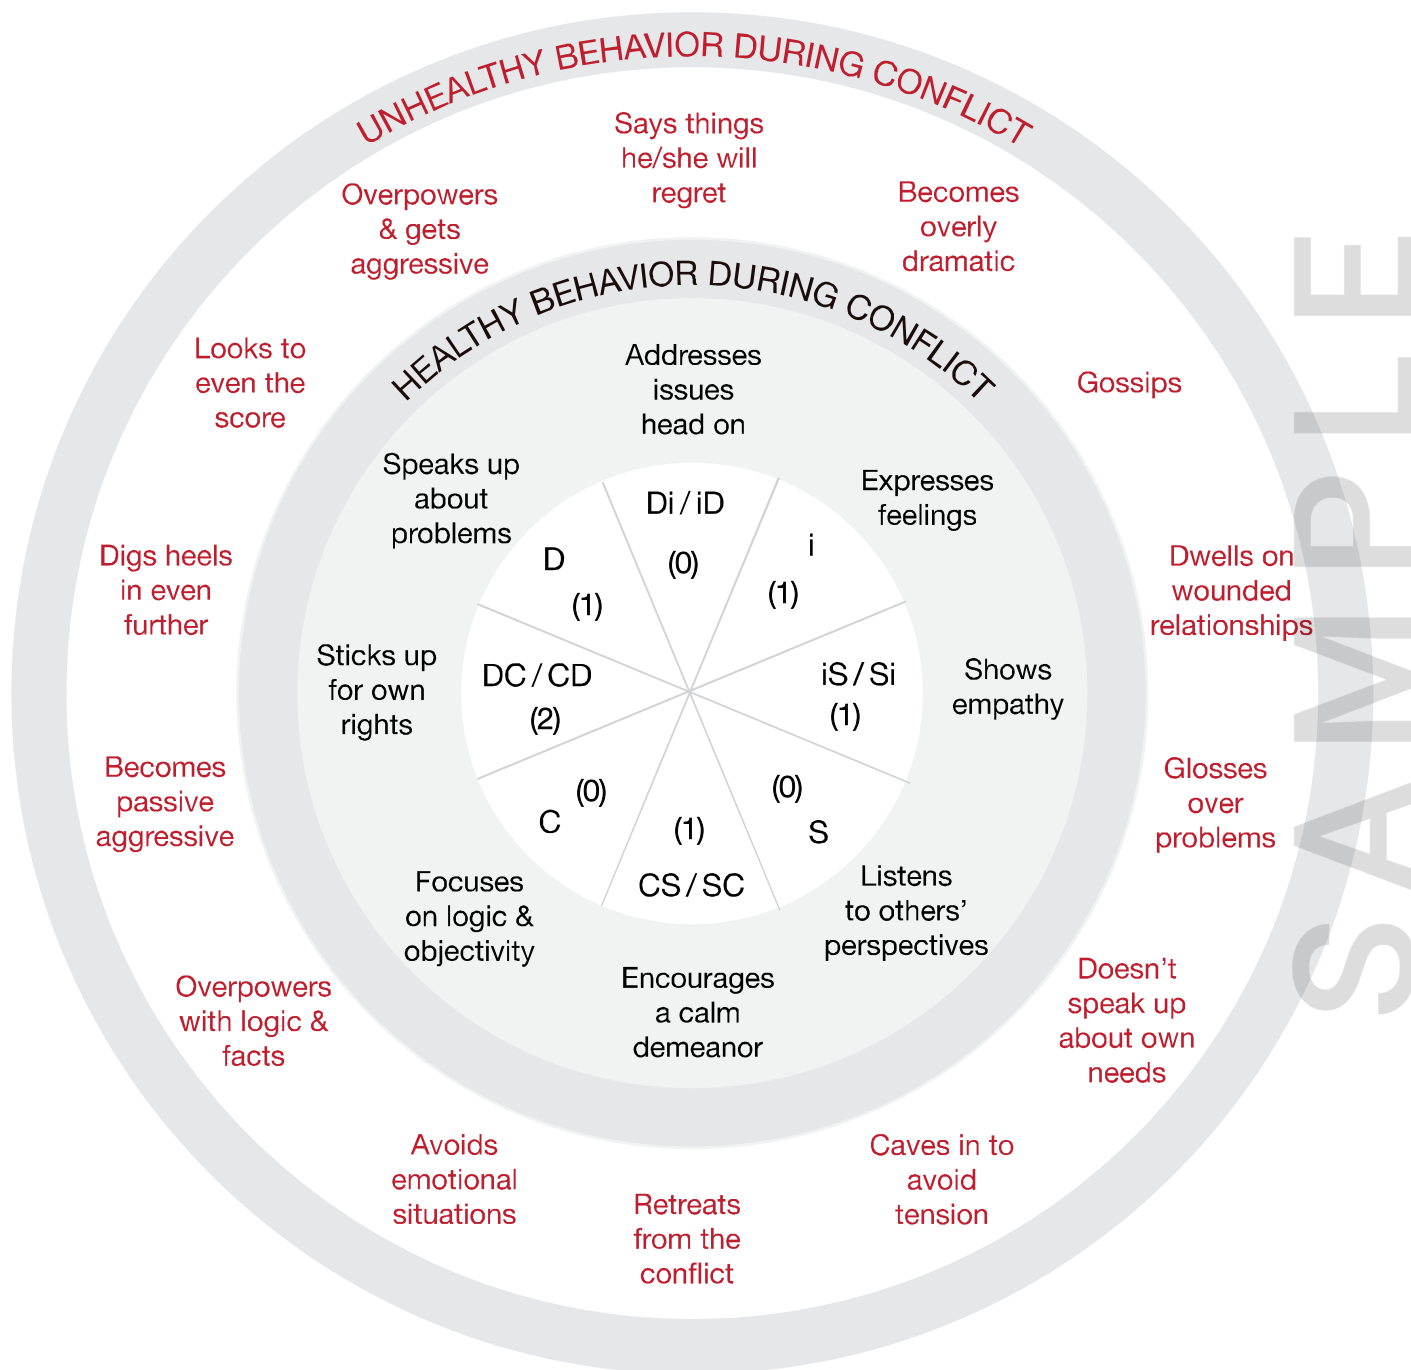 UNHEALTHY BEHAVIOR DURING CONFLICT
Says things
he/she will
regret
Becomes
overly
dramatic
Gossips
Dwells on
wounded
relationships
Glosses
over
problems
Doesn't
speak up
about own
needs
Caves in to
avoid
tension
Retreats
from the
conflict
Avoids
emotional
situations
Overpowers
with logic &
facts
Becomes
passive
aggressive
Digs heels
in even
further
Looks to
even the
score
Overpowers
& gets
aggressive
HEALTHY BEHAVIOR DURING CONFLICT
Addresses
issues
head on
Expresses
feelings
Shows
empathy
Listens
to others'
perspectives
Encourages
a calm
demeanor
Focuses
on logic &
objectivity
Sticks up
for own
rights
Speaks up
about
problems
Di / iD
(0)
i
(1)
iS / Si
(1)
(0)
S
(1)
CS / SC
(0)
C
DC / CD
(2)
D
(1)
SAMPLE